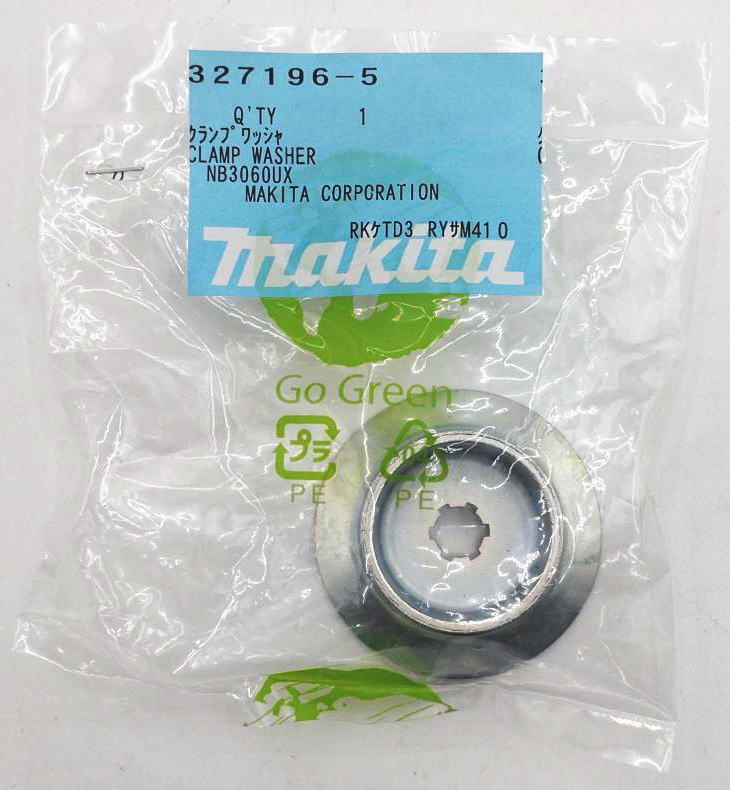 327196-5
Q'TY 1
クランプワッシャ
CLAMP WASHER
NB3060UX
MAKITA CORPORATION
RKケTD3 RYサM410
makita
Go Green
プラ PE
PE